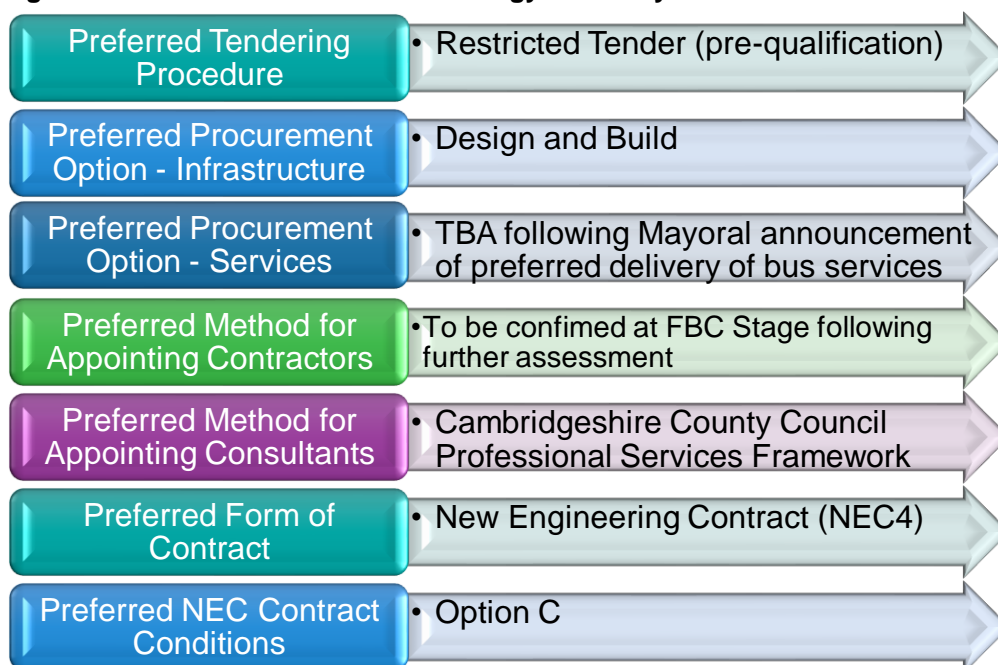 Preferred Tendering
Procedure
• Restricted Tender (pre-qualification)
Preferred Procurement
Option - Infrastructure
• Design and Build
Preferred Procurement
Option - Services
• TBA following Mayoral announcement
of preferred delivery of bus services
Preferred Method for
Appointing Contractors
•To be confimed at FBC Stage following
further assessment
Preferred Method for
Appointing Consultants
• Cambridgeshire County Council
Professional Services Framework
Preferred Form of
Contract
• New Engineering Contract (NEC4)
Preferred NEC Contract
Conditions
• Option C